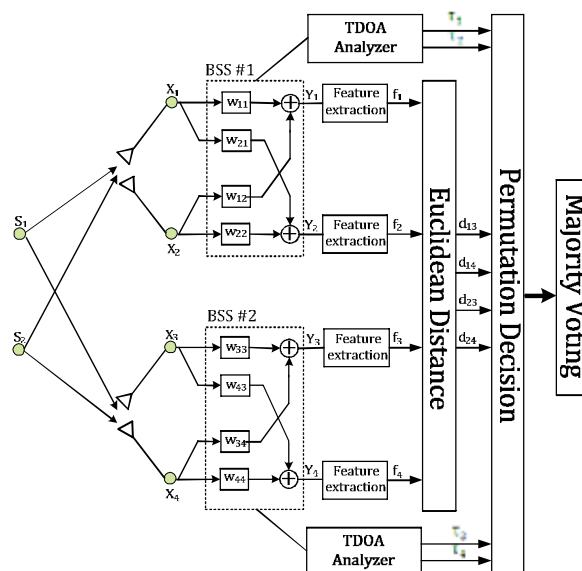 TDOA
Analyzer
τ1
BSS #1
X1
w11
Y1
Feature
extraction
f1
w21
w12
X2
w22
Y2
Feature
extraction
f2
S1
S2
Euclidean Distance
d13
d14
d23
d24
Permutation Decision
Majority Voting
BSS #2
X3
w33
Y3
Feature
extraction
f3
w43
w34
X4
w44
Y4
Feature
extraction
f4
TDOA
Analyzer
τ4